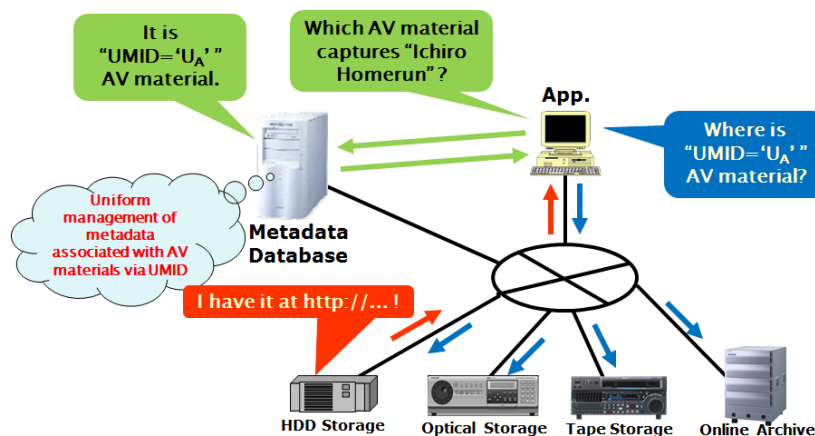 It is
“UMID=‘UA’ ”
AV material.
Which AV material
captures “Ichiro
Homerun” ?
App.
Where is
“UMID=‘UA’ ”
AV material?
Uniform
management of
metadata
associated with AV
materials via UMID
Metadata
Database
I have it at http://... !
HDD Storage
Optical Storage
Tape Storage
Online Archive